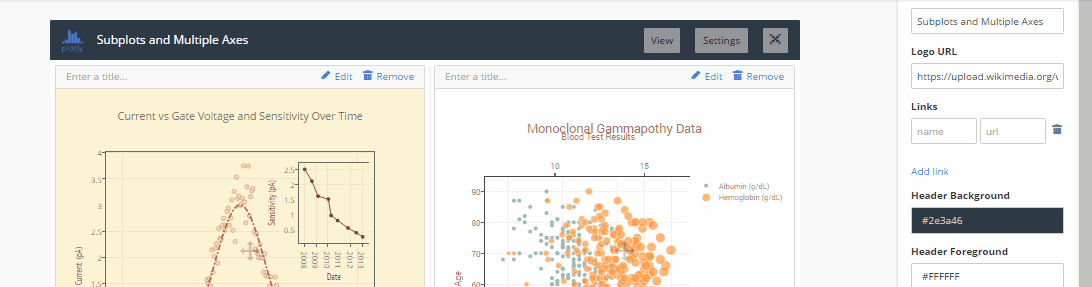 plotly
Subplots and Multiple Axes
View
Settings
Enter a title...
Edit
Remove
Current vs Gate Voltage and Sensitivity Over Time
4
3.5
3
2.5
2
1.5
Current (pA)
2.5
2
1.5
1
0.5
Sensitivity (pA)
2008
2009
2010
2011
2012
2013
Date
Enter a title...
Edit
Remove
Monoclonal Gammapothy Data
Blood Test Results
10
15
90
80
70
60
Age
Albumin (g/dL)
Hemoglobin (g/dL)
Subplots and Multiple Axes
Logo URL
https://upload.wikimedia.org/
Links
name
url
Add link
Header Background
#2e3a46
Header Foreground
#FFFFFF